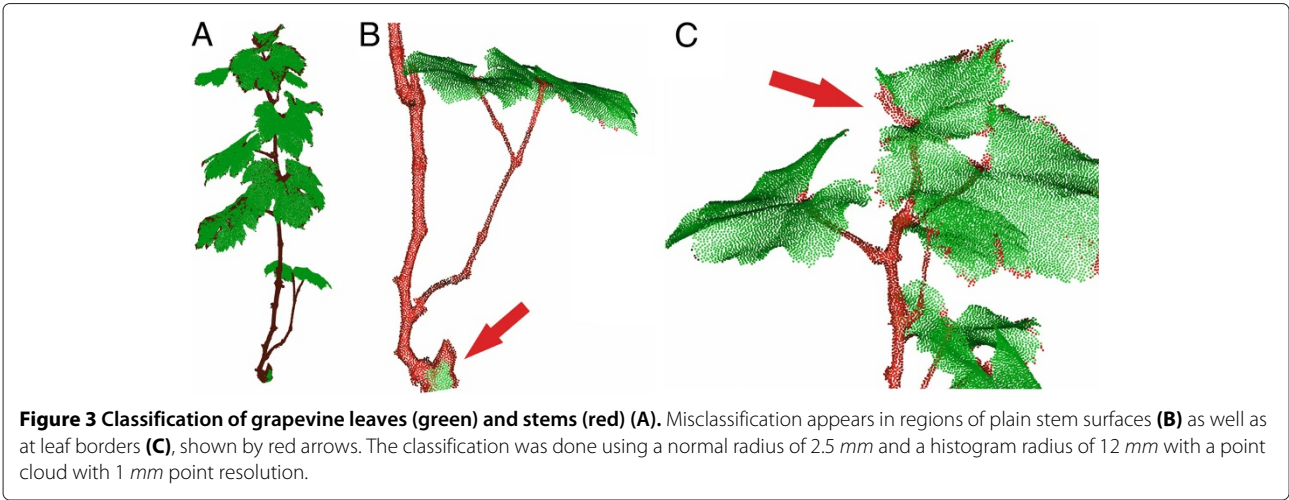 A
B
C
Figure 3 Classification of grapevine leaves (green) and stems (red) (A). Misclassification appears in regions of plain stem surfaces (B) as well as
at leaf borders (C), shown by red arrows. The classification was done using a normal radius of 2.5 mm and a histogram radius of 12 mm with a point
cloud with 1 mm point resolution.